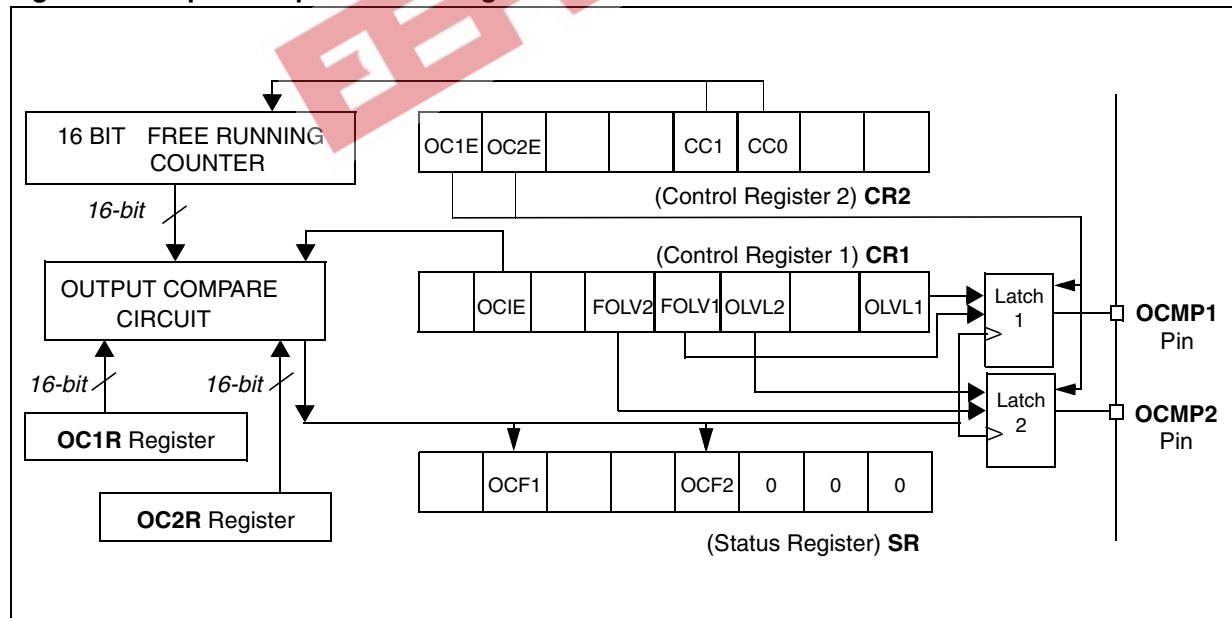 16 BIT FREE RUNNING
COUNTER
OC1E OC2E CC1 CC0
(Control Register 2) CR2
16-bit
(Control Register 1) CR1
OUTPUT COMPARE
CIRCUIT
OCIE FOLV2 FOLV1 OLVL2 OLVL1
Latch
1
OCMP1
Pin
16-bit
16-bit
Latch
2
OCMP2
Pin
OC1R Register
OCF1 OCF2 0 0 0
OC2R Register
(Status Register) SR